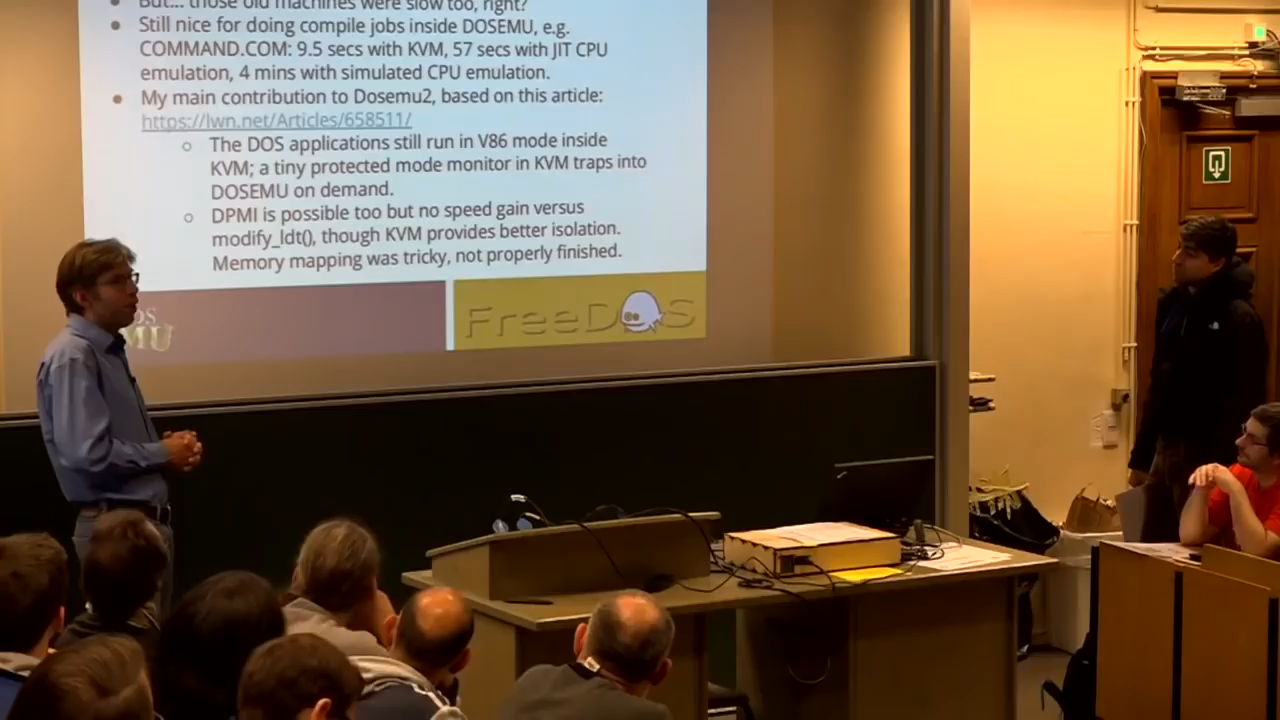 But... those old machines were slow too, right?
Still nice for doing compile jobs inside DOSEMU, e.g.
COMMAND.COM: 9.5 secs with KVM, 57 secs with JIT CPU
emulation, 4 mins with simulated CPU emulation.
My main contribution to Dosemu2, based on this article:
https://lwn.net/Articles/658511/
The DOS applications still run in V86 mode inside
KVM; a tiny protected mode monitor in KVM traps into
DOSEMU on demand.
DPMI is possible too but no speed gain versus
modify_ldt(), though KVM provides better isolation.
Memory mapping was tricky, not properly finished.
FreeDOS